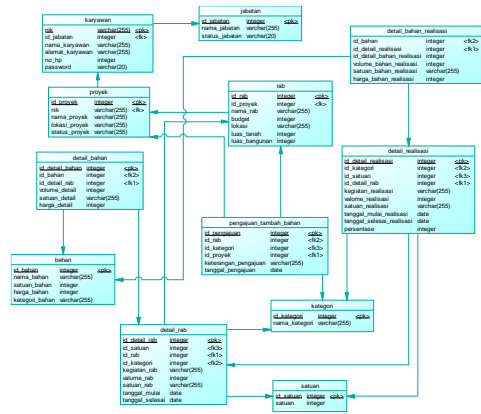 karyawan
nik varchar(255) <pk>
id_jabatan integer <fk>
nama_karyawan varchar(255)
alamat_karyawan varchar(255)
no_hp integer
password varchar(20)
jabatan
id_jabatan integer <pk>
nama_jabatan varchar(255)
status_jabatan varchar(20)
detail_bahan_realisasi
id_bahan integer <fk2>
id_detail_realisasi integer <fk1>
id_detail_bahan_realisasi integer
volume_bahan_realisasi integer
satuan_bahan_realisasi varchar(255)
harga_bahan_realisasi integer
proyek
id_proyek integer <pk>
nik varchar(255) <fk>
nama_proyek varchar(255)
lokasi_proyek varchar(255)
status_proyek varchar(255)
rab
id_rab integer <pk>
id_proyek integer <fk>
nama_rab varchar(255)
budget integer
lokasi varchar(255)
luas_tanah integer
luas_bangunan integer
detail_realisasi
id_detail_realisasi integer <pk>
id_kategori integer <fk2>
id_satuan integer <fk3>
id_detail_rab integer <fk1>
kegiatan_realisasi varchar(255)
valome_realisasi integer
satuan_realisasi varchar(255)
tanggal_mulai_realisasi date
tanggal_selesai_realisasi date
persentase integer
detail_bahan
id_detail_bahan integer <pk>
id_bahan integer <fk2>
id_detail_rab integer <fk1>
volume_detail integer
satuan_detail varchar(255)
harga_detail integer
pengajuan_tambah_bahan
id_pengajuan integer <pk>
id_rab integer <fk2>
id_kategori integer <fk3>
id_proyek integer <fk1>
keterangan_pengajuan varchar(255)
tanggal_pengajuan date
bahan
id_bahan integer <pk>
nama_bahan varchar(255)
satuan_bahan integer
harga_bahan integer
kategori_bahan varchar(255)
kategori
id_kategori integer <pk>
nama_kategori varchar(255)
detail_rab
id_detail_rab integer <pk>
id_satuan integer <fk3>
id_rab integer <fk1>
id_kategori integer <fk2>
kegiatan_rab varchar(255)
valume_rab integer
satuan_rab varchar(255)
tanggal_mulai date
tanggal_selasai date
satuan
id_satuan integer <pk>
satuan integer